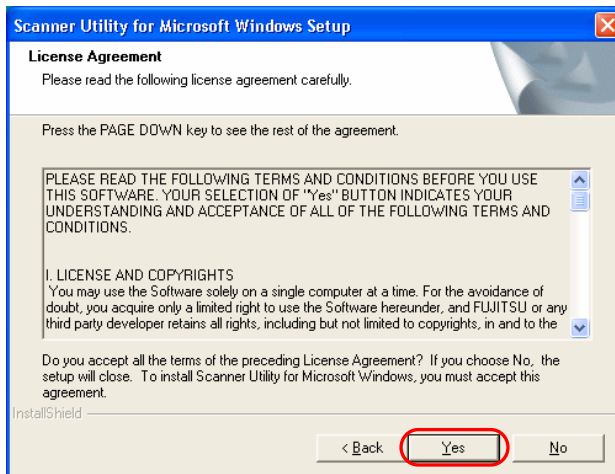 Scanner Utility for Microsoft Windows Setup
License Agreement
Please read the following license agreement carefully.
Press the PAGE DOWN key to see the rest of the agreement.
PLEASE READ THE FOLLOWING TERMS AND CONDITIONS BEFORE YOU USE
THIS SOFTWARE. YOUR SELECTION OF "Yes" BUTTON INDICATES YOUR
UNDERSTANDING AND ACCEPTANCE OF ALL OF THE FOLLOWING TERMS AND
CONDITIONS.
I. LICENSE AND COPYRIGHTS
You may use the Software solely on a single computer at a time. For the avoidance of
doubt, you acquire only a limited right to use the Software hereunder, and FUJITSU or any
third party developer retains all rights, including but not limited to copyrights, in and to the
Do you accept all the terms of the preceding License Agreement? If you choose No, the
setup will close. To install Scanner Utility for Microsoft Windows, you must accept this
agreement.
InstallShield
< Back Yes No